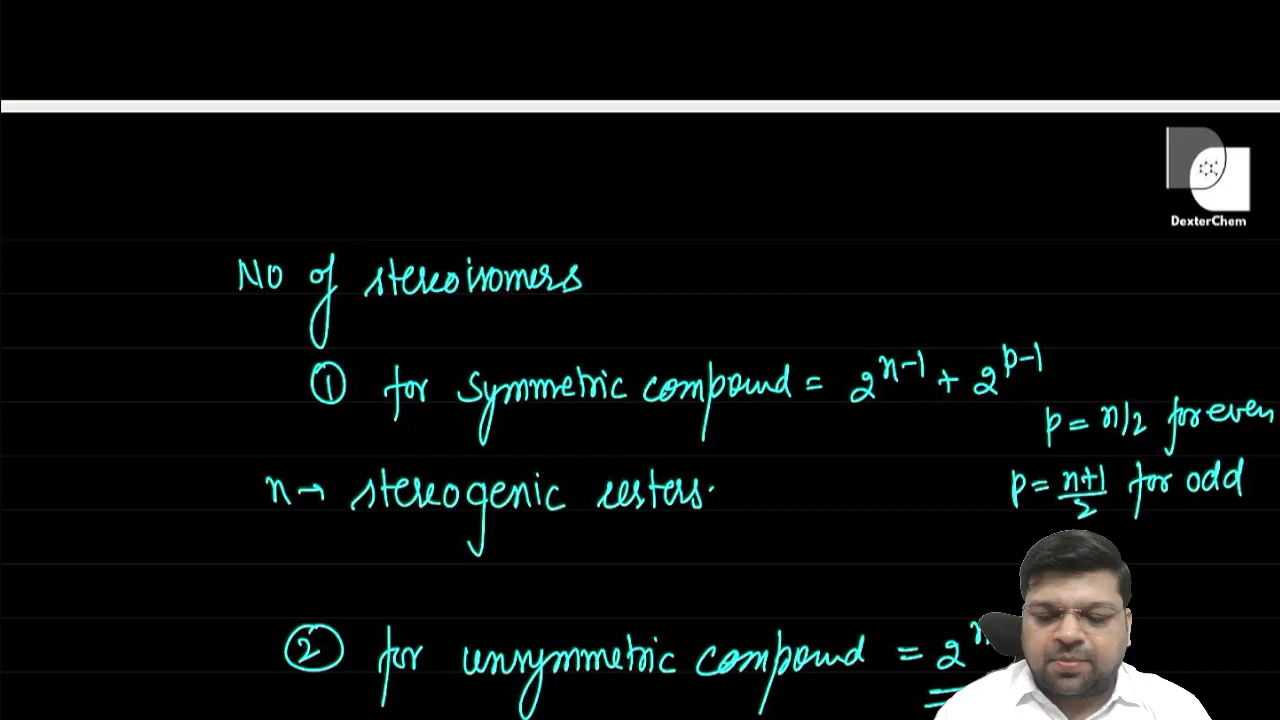 DexterChem
No of stereoisomers
① for symmetric compound = 2^{n-1} + 2^{p-1}
p = n/2 for even
n → stereogenic centers.
p = \frac{n+1}{2} for odd
② for unsymmetric compound = 2^n